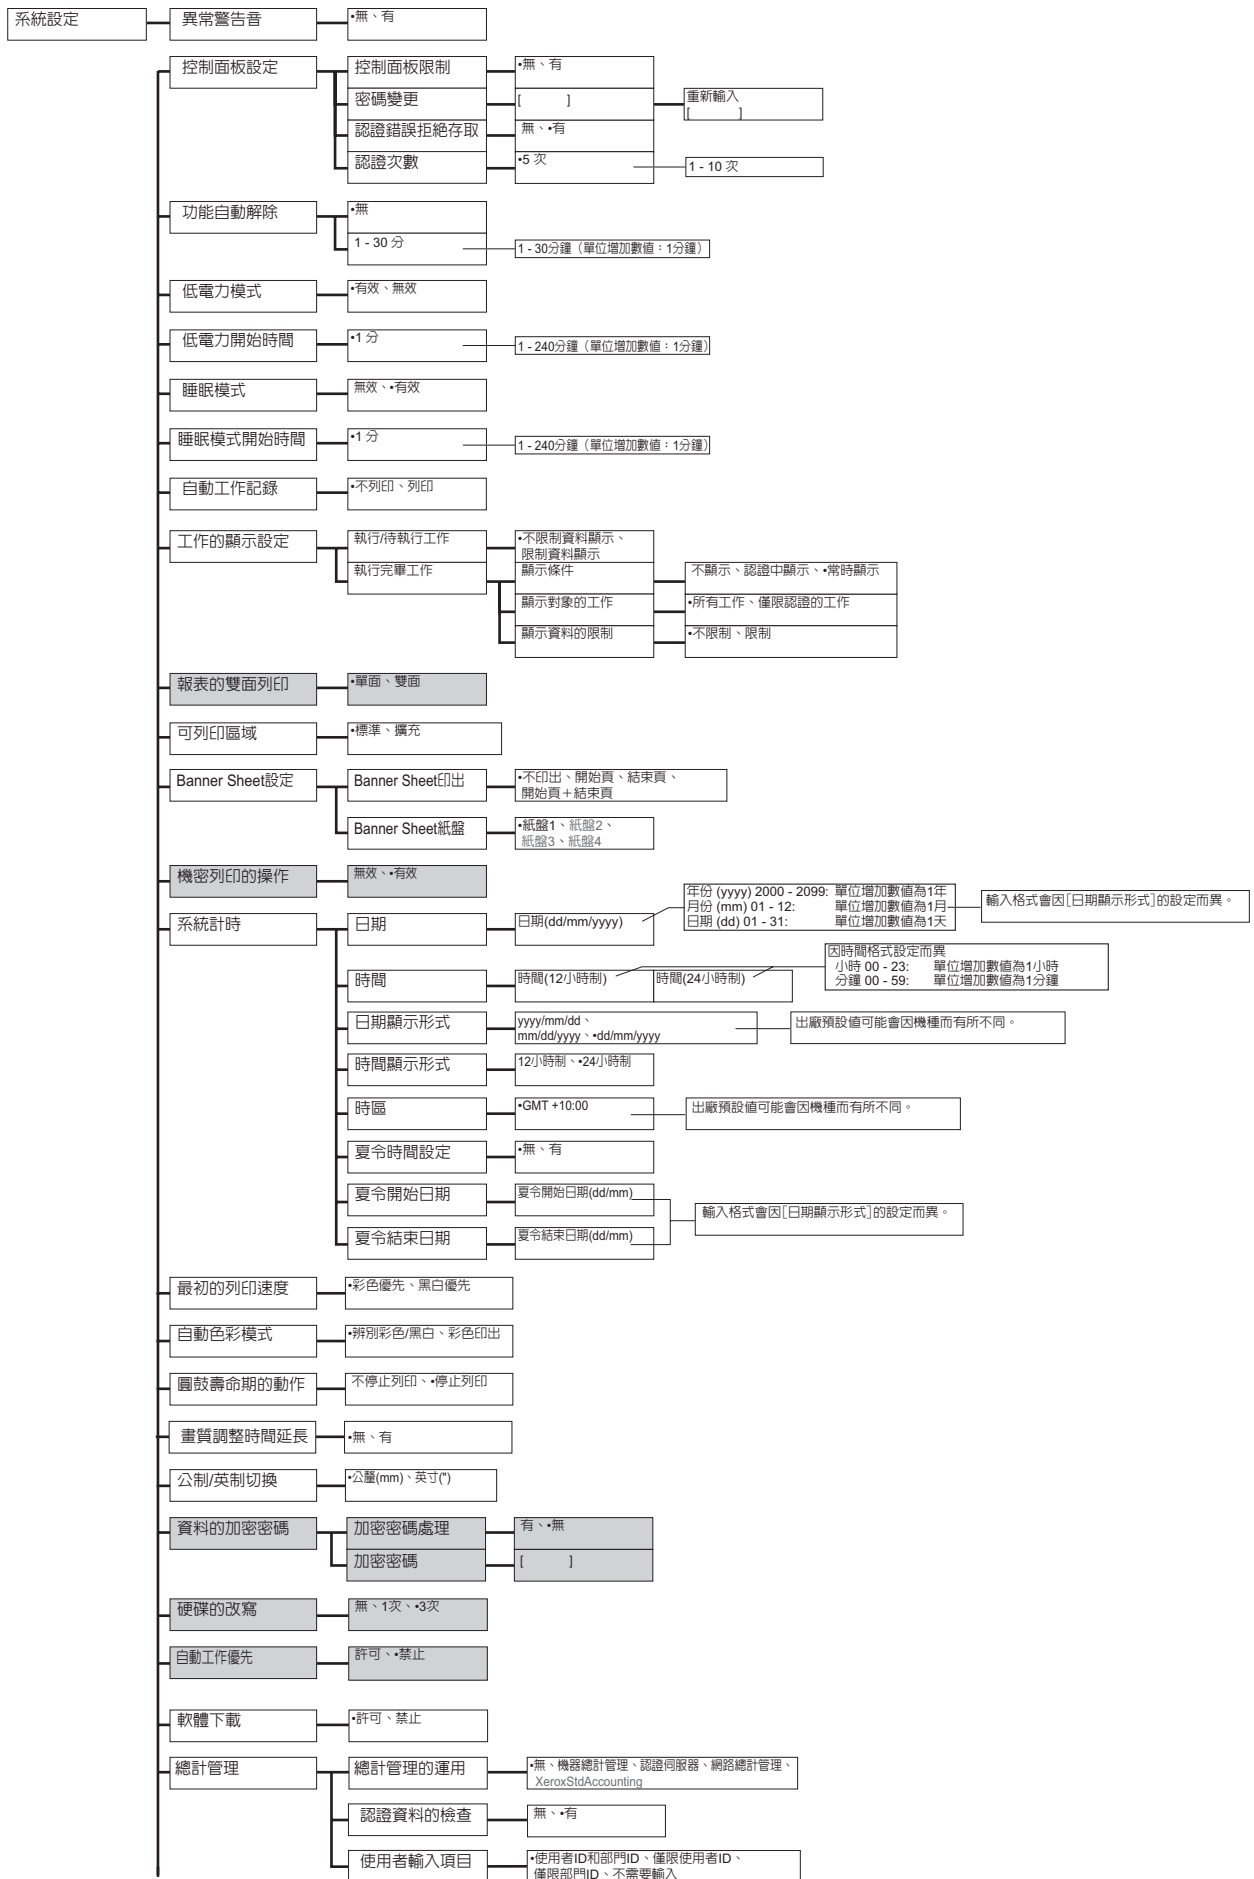 系統設定
異常警告音
•無、有
控制面板設定
控制面板限制
•無、有
密碼變更
[ ]
重新輸入
[ ]
認證錯誤拒絕存取
無、•有
認證次數
•5 次
1 - 10 次
功能自動解除
•無
1 - 30 分
1 - 30分鐘（單位增加數值：1分鐘）
低電力模式
•有效、無效
低電力開始時間
•1 分
1 - 240分鐘（單位增加數值：1分鐘）
睡眠模式
無效、•有效
睡眠模式開始時間
•1 分
1 - 240分鐘（單位增加數值：1分鐘）
自動工作記錄
•不列印、列印
工作的顯示設定
執行/待執行工作
•不限制資料顯示、
限制資料顯示
執行完畢工作
顯示條件
不顯示、認證中顯示、•常時顯示
顯示對象的工作
•所有工作、僅限認證的工作
顯示資料的限制
•不限制、限制
報表的雙面列印
•單面、雙面
可列印區域
•標準、擴充
Banner Sheet設定
Banner Sheet印出
•不印出、開始頁、結束頁、
開始頁＋結束頁
Banner Sheet紙盤
•紙盤1、紙盤2、
紙盤3、紙盤4
機密列印的操作
無效、•有效
系統計時
日期
日期(dd/mm/yyyy)
年份 (yyyy) 2000 - 2099: 單位增加數值為1年
月份 (mm) 01 - 12: 單位增加數值為1月
日期 (dd) 01 - 31: 單位增加數值為1天
輸入格式會因［日期顯示形式］的設定而異。
時間
時間(12小時制)
時間(24小時制)
因時間格式設定而異
小時 00 - 23: 單位增加數值為1小時
分鐘 00 - 59: 單位增加數值為1分鐘
日期顯示形式
yyyy/mm/dd、
mm/dd/yyyy、•dd/mm/yyyy
出廠預設值可能會因機種而有所不同。
時間顯示形式
12小時制、•24小時制
時區
•GMT +10:00
出廠預設值可能會因機種而有所不同。
夏令時間設定
•無、有
夏令開始日期
夏令開始日期(dd/mm)
輸入格式會因［日期顯示形式］的設定而異。
夏令結束日期
夏令結束日期(dd/mm)
最初的列印速度
•彩色優先、黑白優先
自動色彩模式
•辨別彩色/黑白、彩色印出
圓鼓壽命期的動作
不停止列印、•停止列印
畫質調整時間延長
•無、有
公制/英制切換
•公釐(mm)、英寸(")
資料的加密密碼
加密密碼處理
有、•無
加密密碼
[ ]
硬碟的改寫
無、1次、•3次
自動工作優先
許可、•禁止
軟體下載
•許可、禁止
總計管理
總計管理的運用
•無、機器總計管理、認證伺服器、網路總計管理、
XeroxStdAccounting
認證資料的檢查
無、•有
使用者輸入項目
•使用者ID和部門ID、僅限使用者ID、
僅限部門ID、不需要輸入